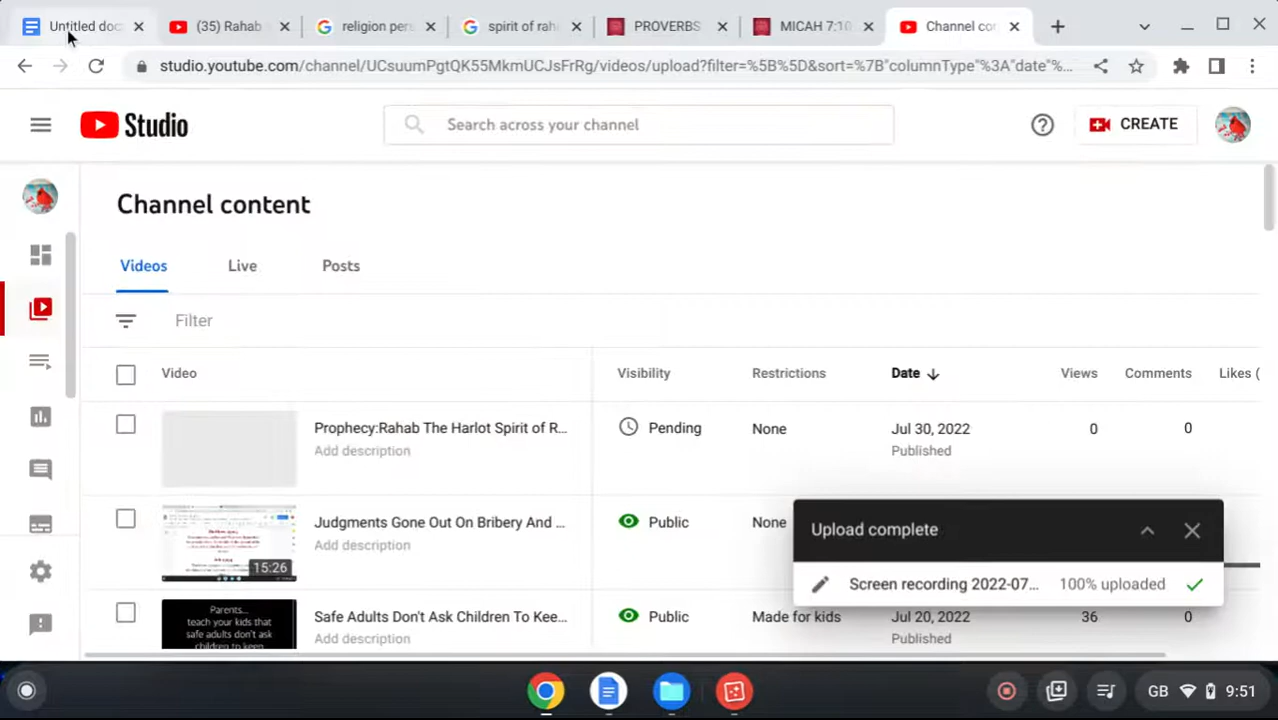 Untitled doc
(35) Rahab
religion pers
spirit of rah
PROVERBS
MICAH 7:10
Channel con
studio.youtube.com/channel/UCsuumPgtQK55MkmUCJsFrRg/videos/upload?filter=%5B%5D&sort=%7B"columnType"%3A"date"%...
Studio
Search across your channel
CREATE
Channel content
Videos
Live
Posts
Filter
Video
Visibility
Restrictions
Date
Views
Comments
Likes (
Prophecy:Rahab The Harlot Spirit of R...
Add description
Pending
None
Jul 30, 2022
Published
0
0
Judgments Gone Out On Bribery And ...
Add description
15:26
Public
None
Upload complete
Screen recording 2022-07...
100% uploaded
Safe Adults Don't Ask Children To Kee...
Add description
Parents...
teach your kids that
safe adults don't ask
children to keep
Public
Made for kids
Jul 20, 2022
Published
36
0
GB
9:51